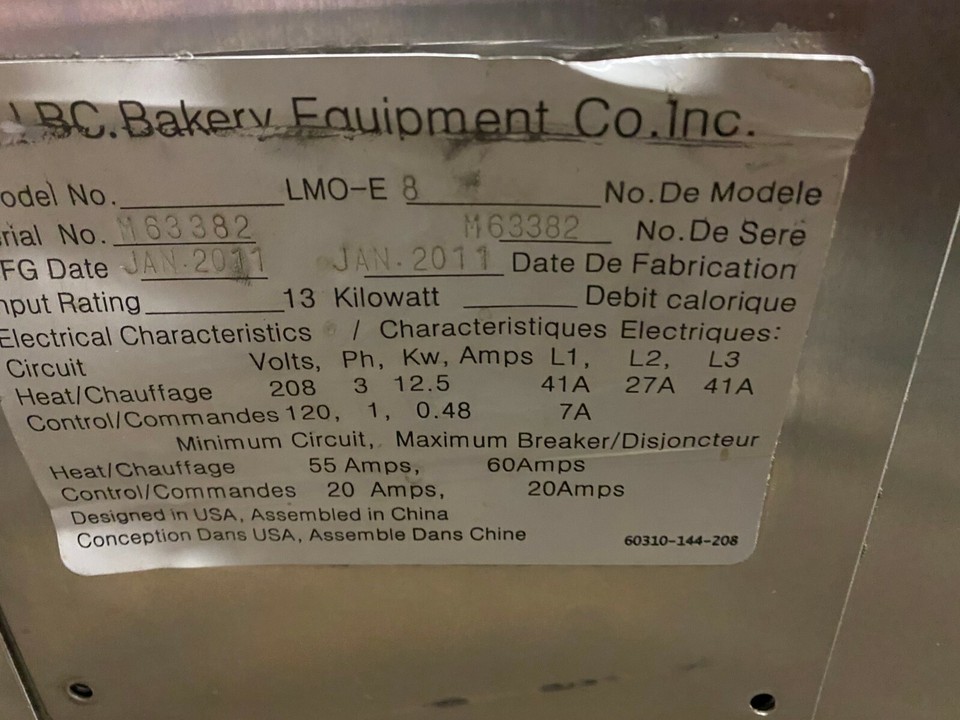 LBC.Bakery Equipment Co.Inc.
odel No. LMO-E 8 No.De Modele
rial No. M63382 M63382 No.De Sere
FG Date JAN.2011 JAN.2011 Date De Fabrication
nput Rating 13 Kilowatt Debit calorique
Electrical Characteristics / Characteristiques Electriques:
Circuit Volts, Ph, Kw, Amps L1, L2, L3
Heat/Chauffage 208 3 12.5 41A 27A 41A
Control/Commandes 120, 1, 0.48 7A
Minimum Circuit, Maximum Breaker/Disjoncteur
Heat/Chauffage 55 Amps, 60Amps
Control/Commandes 20 Amps, 20Amps
Designed in USA, Assembled in China
Conception Dans USA, Assemble Dans Chine
60310-144-208